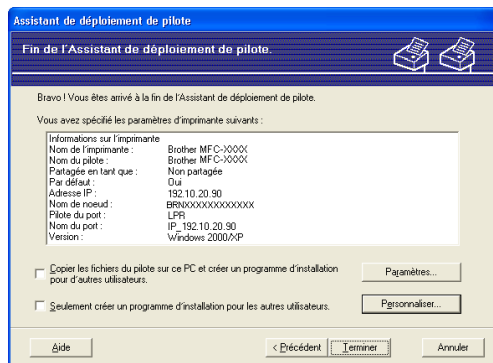 Assistant de déploiement de pilote
Fin de l'Assistant de déploiement de pilote.
Bravo ! Vous êtes arrivé à la fin de l'Assistant de déploiement de pilote.
Vous avez spécifié les paramètres d'imprimante suivants :
Informations sur l'imprimante
Nom de l'imprimante : Brother MFC-XXXX
Nom du pilote : Brother MFC-XXXX
Partagée en tant que : Non partagée
Par défaut : Oui
Adresse IP : 192.10.20.90
Nom de noeud : BRNXXXXXXXXXXXX
Pilote du port : LPR
Nom du port : IP_192.10.20.90
Version : Windows 2000/XP
Copier les fichiers du pilote sur ce PC et créer un programme d'installation
pour d'autres utilisateurs.
Paramètres...
Seulement créer un programme d'installation pour les autres utilisateurs.
Personnaliser...
Aide
< Précédent
Terminer
Annuler